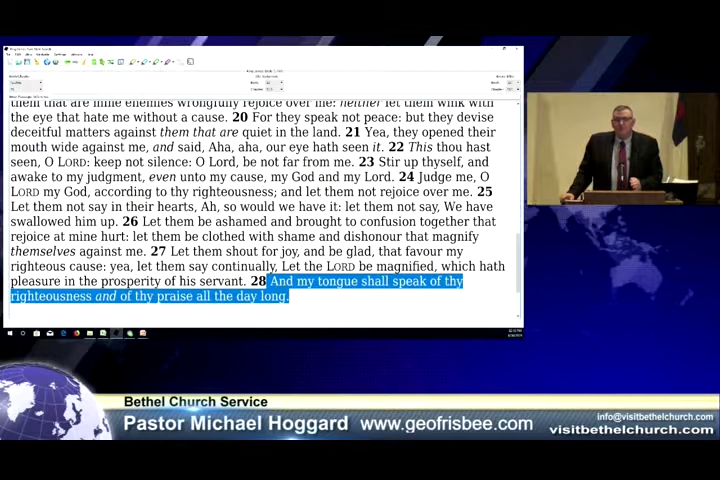 them that are mine enemies wrongfully rejoice over me: neither let them wink with
the eye that hate me without a cause. 20 For they speak not peace: but they devise
deceitful matters against them that are quiet in the land. 21 Yea, they opened their
mouth wide against me, and said, Aha, aha, our eye hath seen it. 22 This thou hast
seen, O LORD: keep not silence: O Lord, be not far from me. 23 Stir up thyself, and
awake to my judgment, even unto my cause, my God and my Lord. 24 Judge me, O
LORD my God, according to thy righteousness; and let them not rejoice over me. 25
Let them not say in their hearts, Ah, so would we have it: let them not say, We have
swallowed him up. 26 Let them be ashamed and brought to confusion together that
rejoice at mine hurt: let them be clothed with shame and dishonour that magnify
themselves against me. 27 Let them shout for joy, and be glad, that favour my
righteous cause: yea, let them say continually, Let the LORD be magnified, which hath
pleasure in the prosperity of his servant. 28 And my tongue shall speak of thy
righteousness and of thy praise all the day long.
Bethel Church Service
Pastor Michael Hoggard www.geofrisbee.com
info@visitbethelchurch.com
visitbethelchurch.com